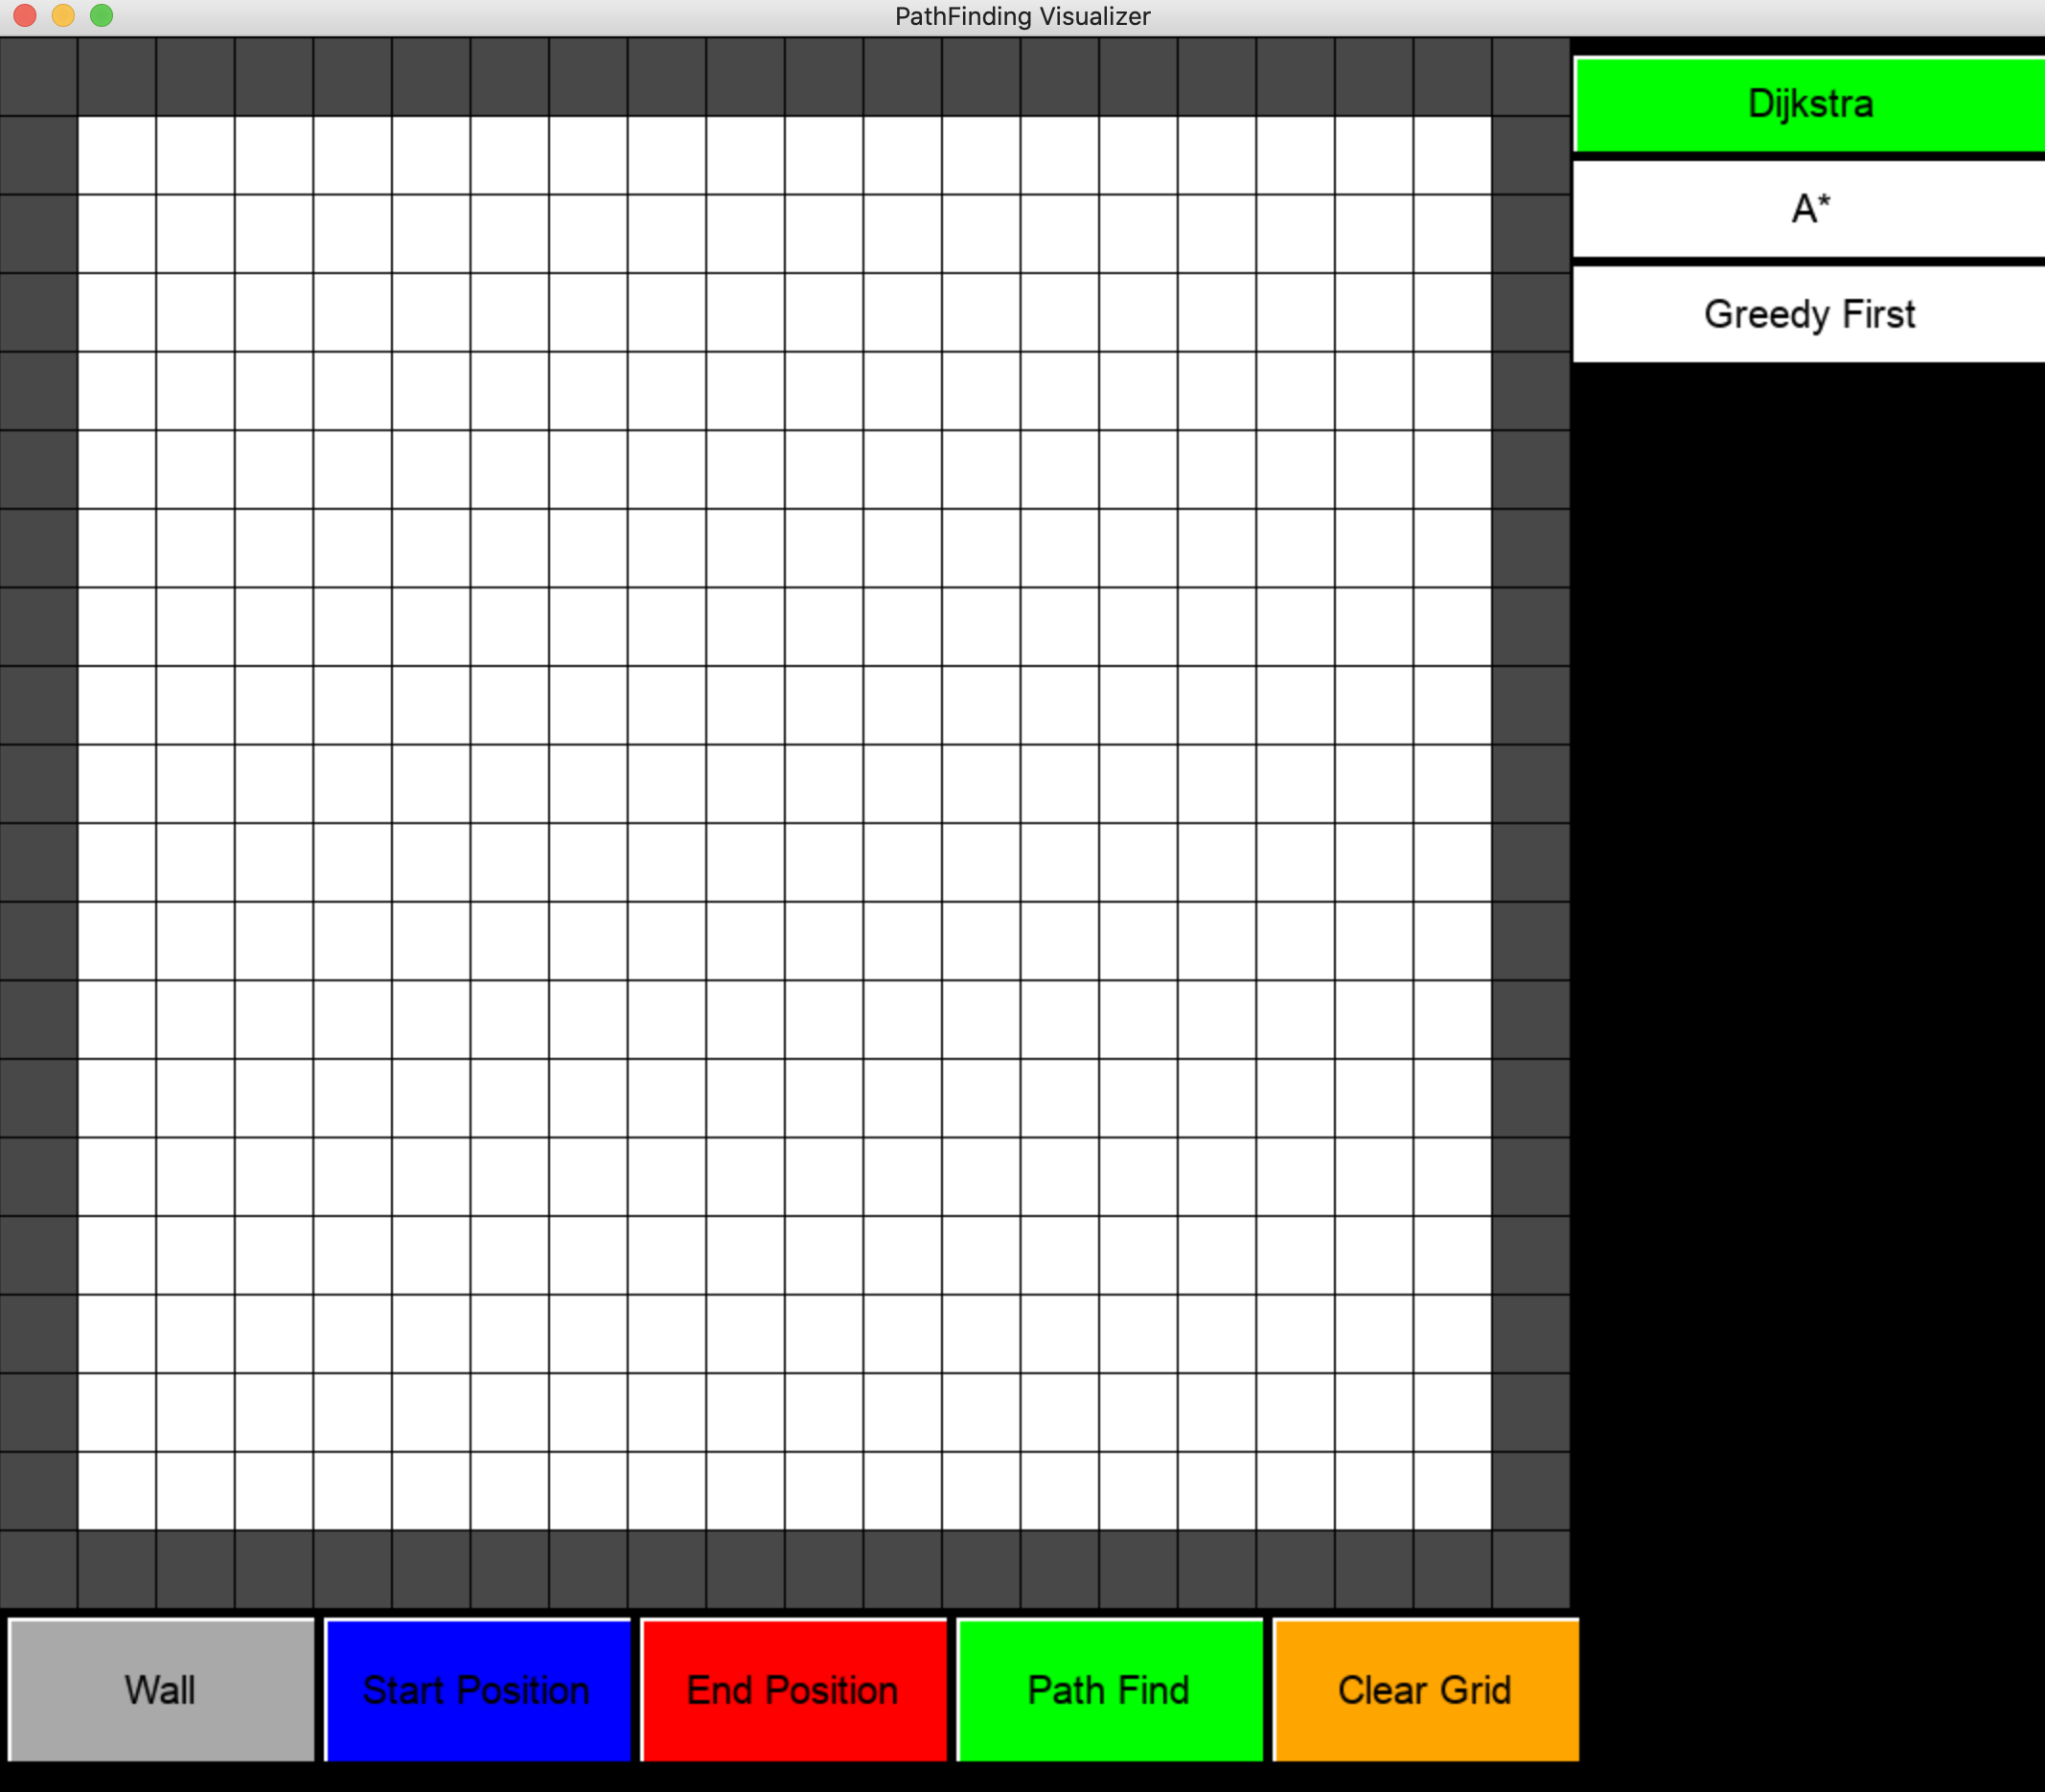 PathFinding Visualizer
Dijkstra
A*
Greedy First
Wall
Start Position
End Position
Path Find
Clear Grid